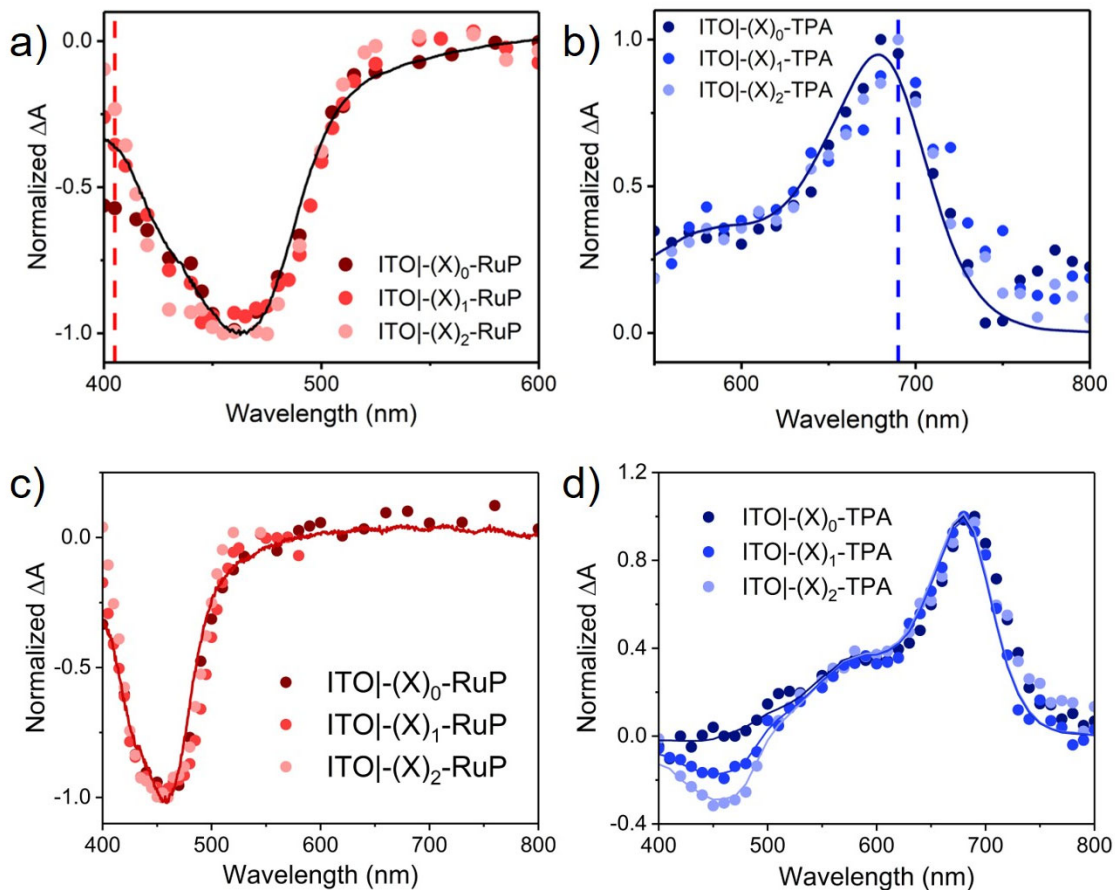 a)
0.0
-0.5
-1.0
Normalized ΔA
ITO|-(X)₀-RuP
ITO|-(X)₁-RuP
ITO|-(X)₂-RuP
400
500
600
Wavelength (nm)
b)
1.0
0.5
0.0
Normalized ΔA
ITO|-(X)₀-TPA
ITO|-(X)₁-TPA
ITO|-(X)₂-TPA
600
700
800
Wavelength (nm)
c)
0.0
-0.5
-1.0
Normalized ΔA
ITO|-(X)₀-RuP
ITO|-(X)₁-RuP
ITO|-(X)₂-RuP
400
500
600
700
800
Wavelength (nm)
d)
1.2
0.8
0.4
0.0
-0.4
Normalized ΔA
ITO|-(X)₀-TPA
ITO|-(X)₁-TPA
ITO|-(X)₂-TPA
400
500
600
700
800
Wavelength (nm)